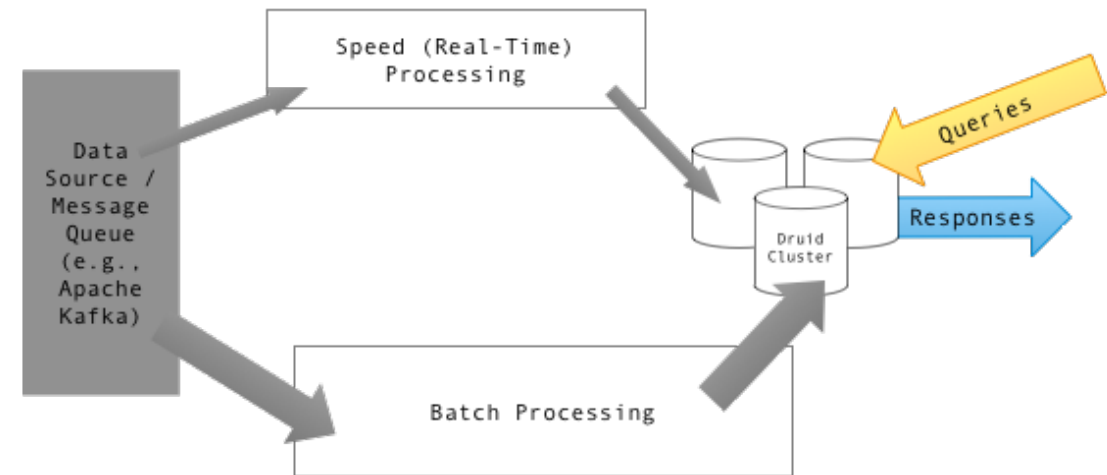 Speed (Real-Time)
Processing
Data
Source /
Message
Queue
(e.g.,
Apache
Kafka)
Queries
Responses
Druid
Cluster
Batch Processing